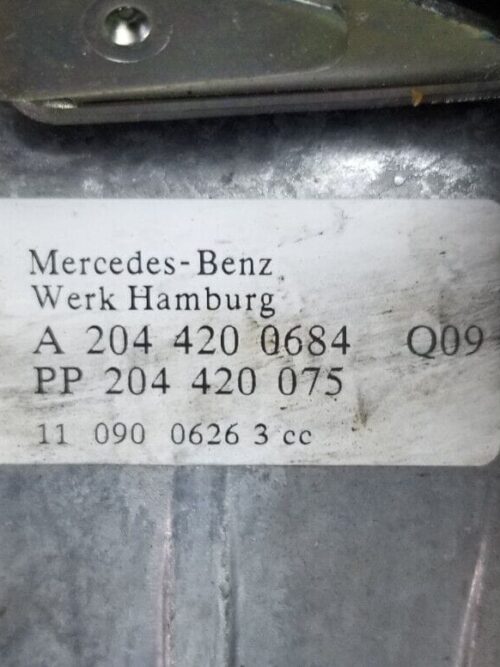 Mercedes-Benz
Werk Hamburg
A 204 420 0684 Q09
PP 204 420 075
11 090 0626 3 cc